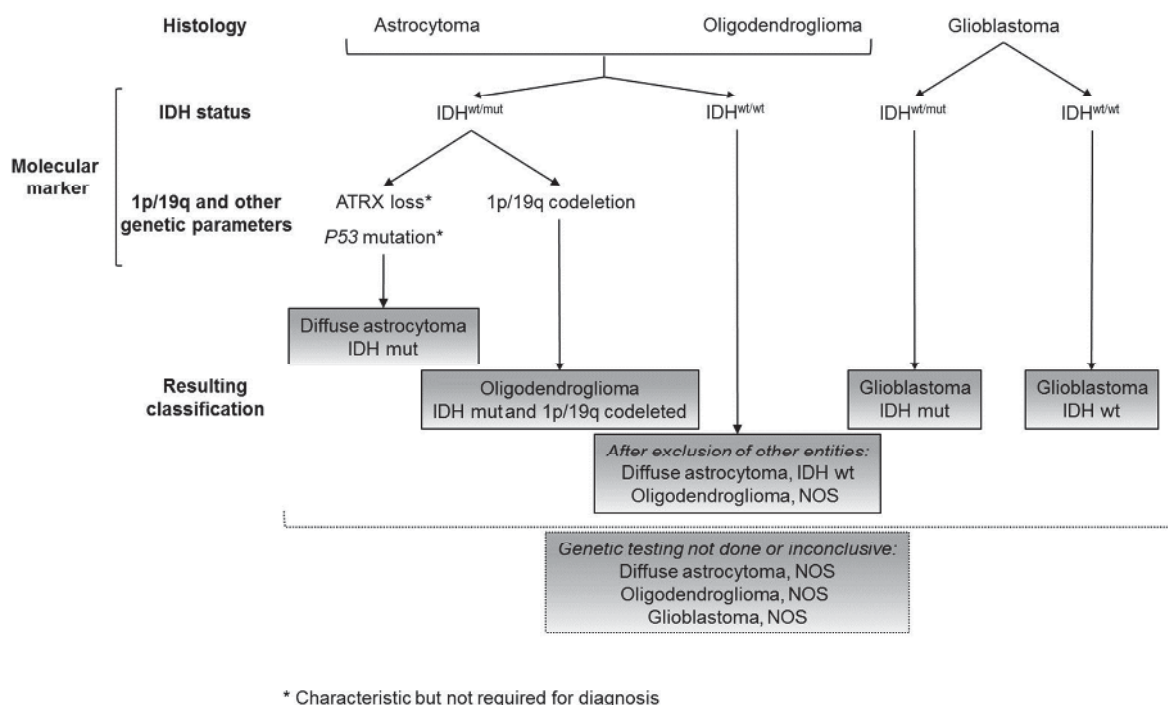 Histology
Astrocytoma
Oligodendroglioma
Glioblastoma
Molecular
marker
IDH status
IDHwt/mut
IDHwt/wt
IDHwt/mut
IDHwt/wt
1p/19q and other
genetic parameters
ATRX loss*
P53 mutation*
1p/19q codeletion
Resulting
classification
Diffuse astrocytoma
IDH mut
Oligodendroglioma
IDH mut and 1p/19q codeleted
Glioblastoma
IDH mut
Glioblastoma
IDH wt
After exclusion of other entities:
Diffuse astrocytoma, IDH wt
Oligodendroglioma, NOS
Genetic testing not done or inconclusive:
Diffuse astrocytoma, NOS
Oligodendroglioma, NOS
Glioblastoma, NOS
* Characteristic but not required for diagnosis